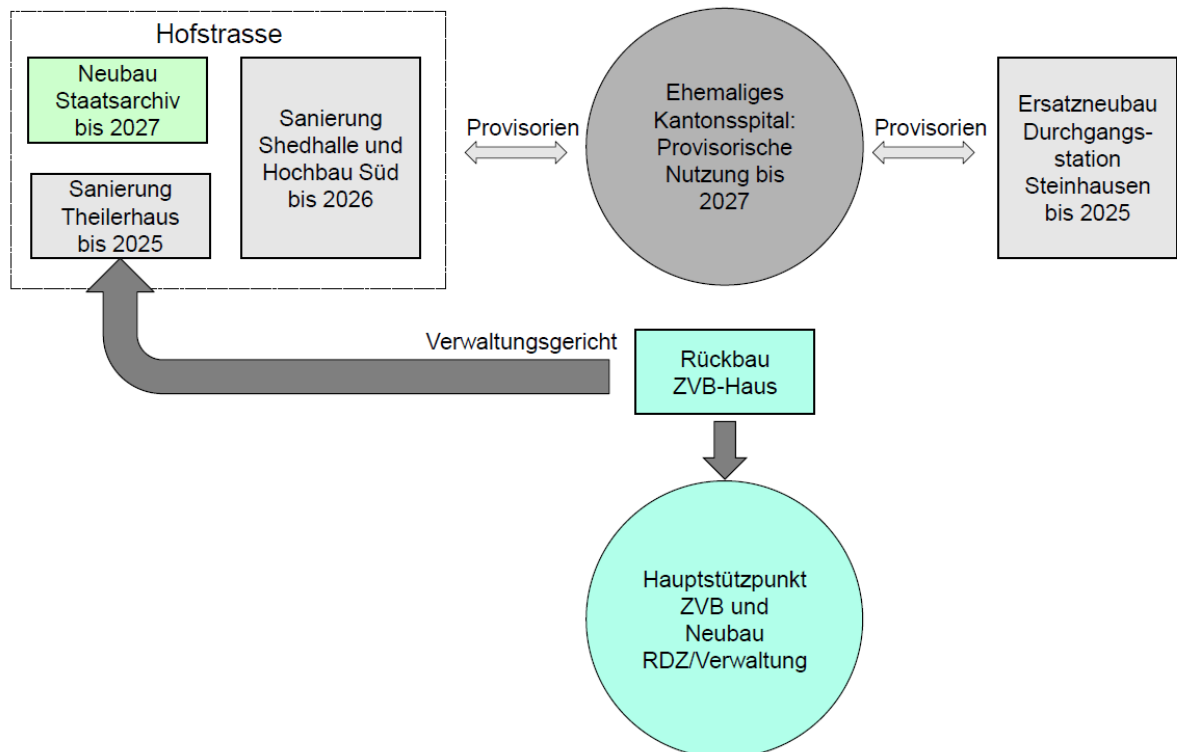 Hofstrasse
Neubau
Staatsarchiv
bis 2027
Sanierung
Theilerhaus
bis 2025
Sanierung
Shedhalle und
Hochbau Süd
bis 2026
Provisorien
Ehemaliges
Kantonsspital:
Provisorische
Nutzung bis
2027
Provisorien
Ersatzneubau
Durchgangs-
station
Steinhausen
bis 2025
Verwaltungsgericht
Rückbau
ZVB-Haus
Hauptstützpunkt
ZVB und
Neubau
RDZ/Verwaltung